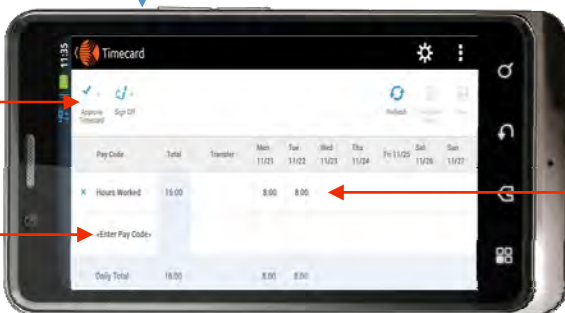 11:35
Timecard
Approve Timecard Sign Off Refresh
Pay Code Total Transfer Mon 11/21 Tue 11/22 Wed 11/23 Thu 11/24 Fri 11/25 Sat 11/26 Sun 11/27
× Hours Worked 16:00 8:00 8:00
<Enter Pay Code>
Daily Total 16:00 8:00 8:00